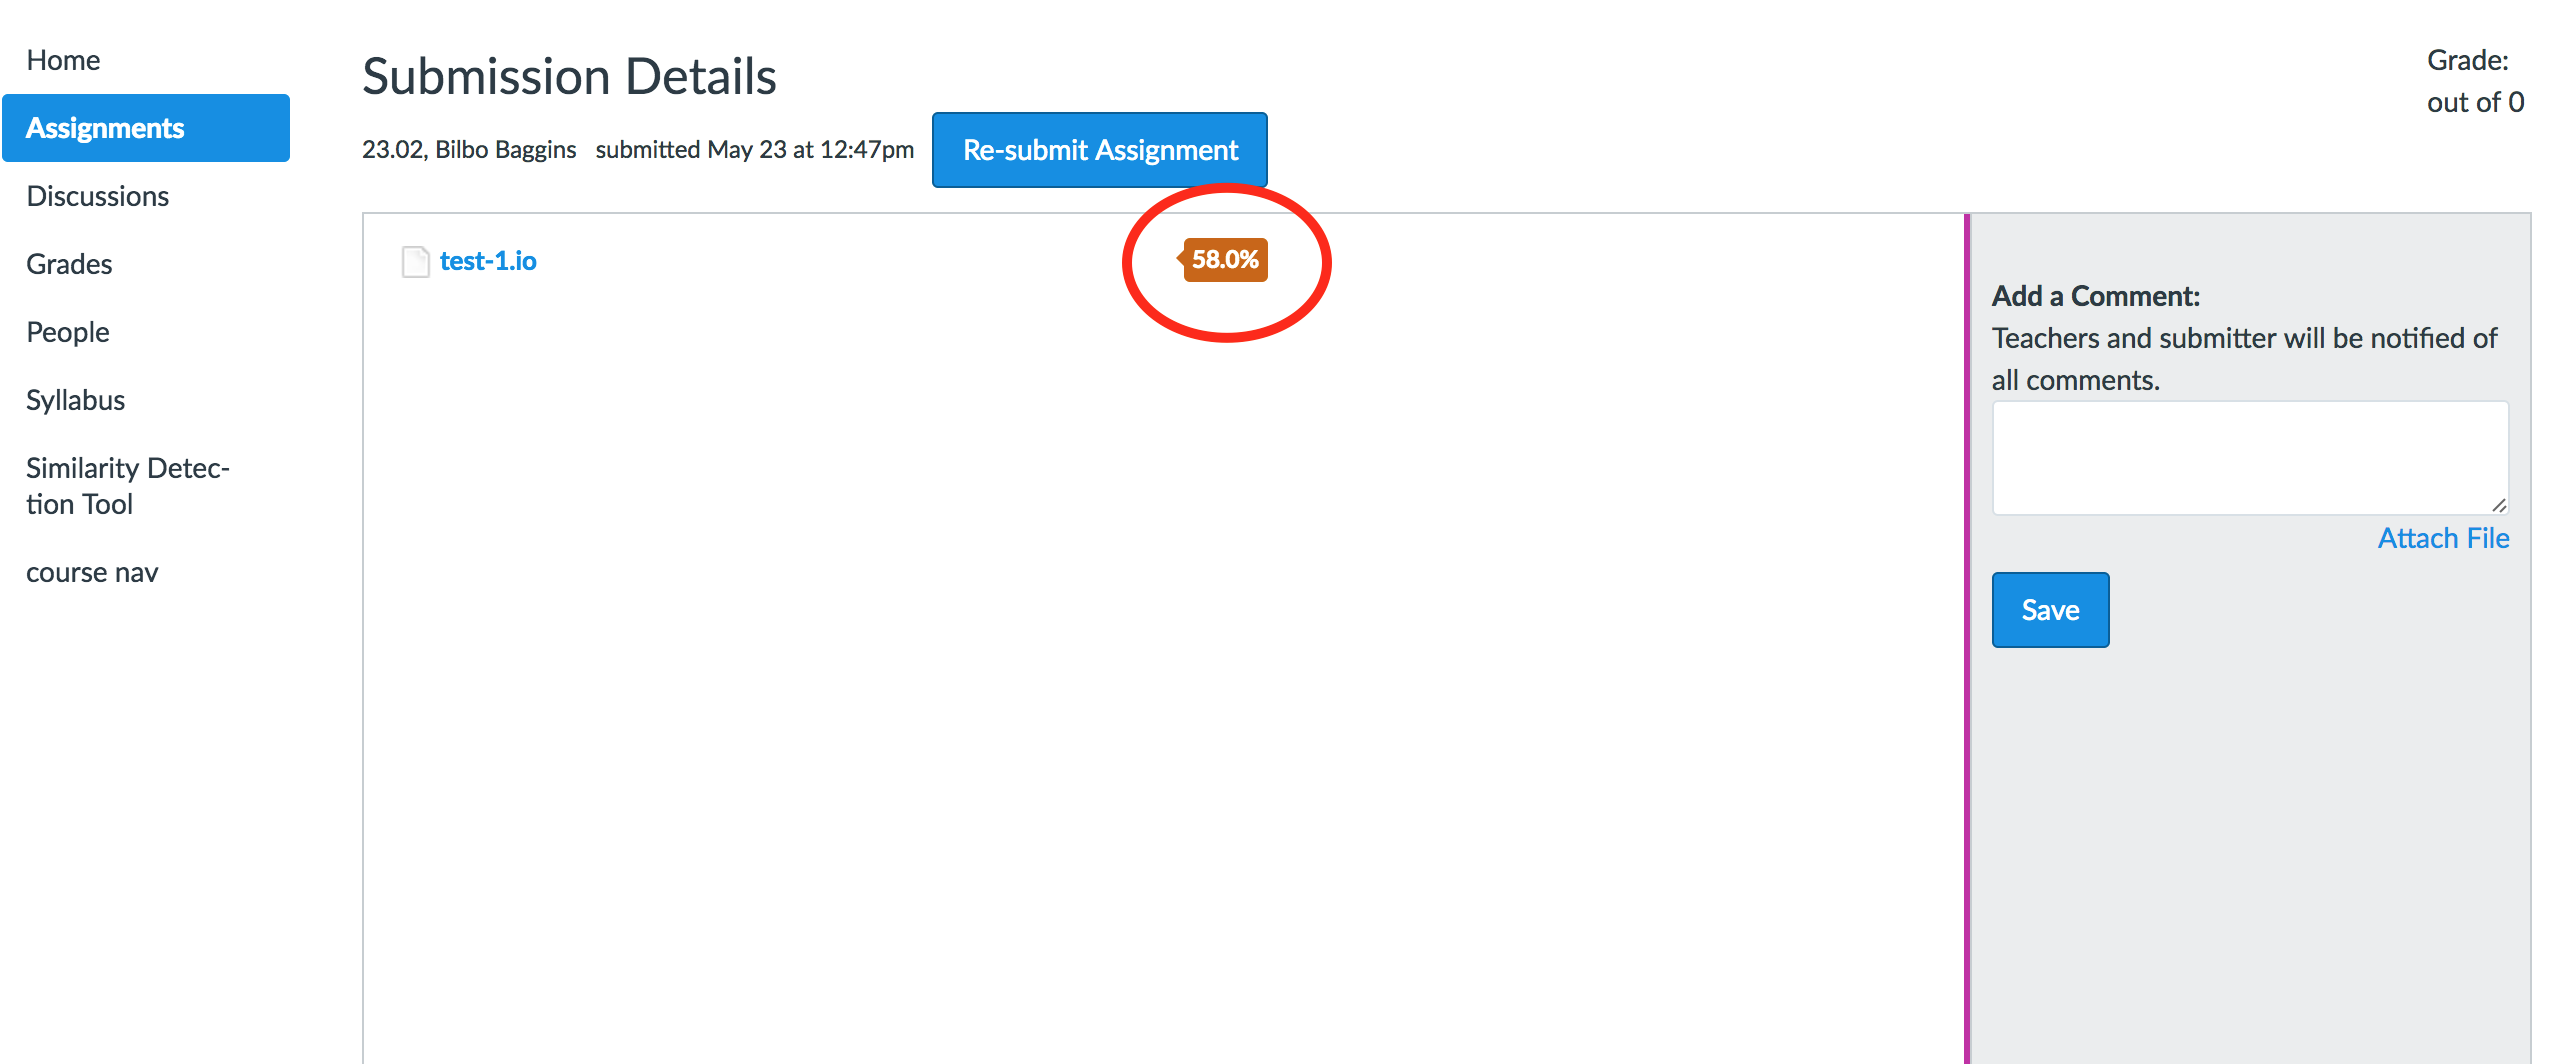 Home
Assignments
Discussions
Grades
People
Syllabus
Similarity Detec-
tion Tool
course nav
Submission Details
23.02, Bilbo Baggins submitted May 23 at 12:47pm
Re-submit Assignment
Grade:
out of 0
test-1.io
58.0%
Add a Comment:
Teachers and submitter will be notified of
all comments.
Attach File
Save